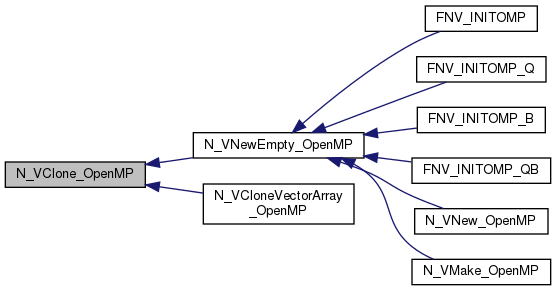 N_VClone_OpenMP
N_VNewEmpty_OpenMP
N_VCloneVectorArray
_OpenMP
FNV_INITOMP
FNV_INITOMP_Q
FNV_INITOMP_B
FNV_INITOMP_QB
N_VNew_OpenMP
N_VMake_OpenMP